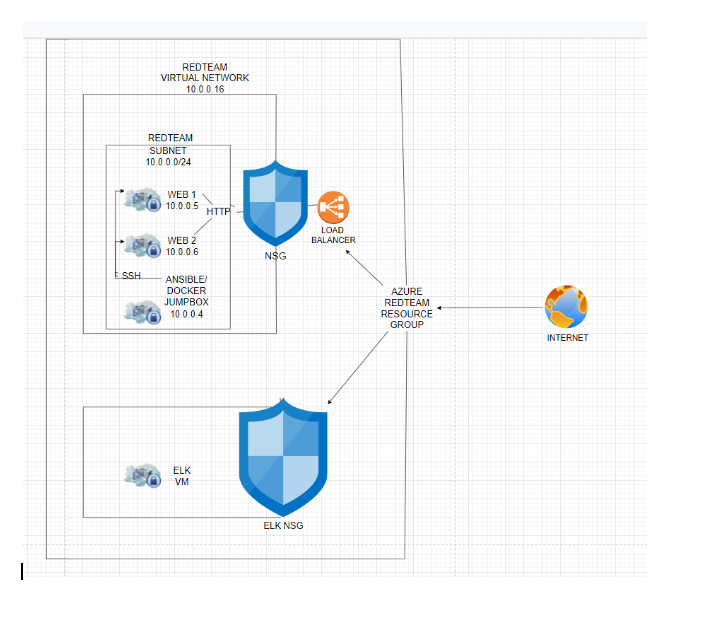 REDTEAM
VIRTUAL NETWORK
10.0.0.16
REDTEAM
SUBNET
10.0.0.0/24
WEB 1
10.0.0.5
HTTP
WEB 2
10.0.0.6
SSH
ANSIBLE/
DOCKER
JUMPBOX
10.0.0.4
NSG
LOAD
BALANCER
AZURE
REDTEAM
RESOURCE
GROUP
INTERNET
ELK
VM
ELK NSG